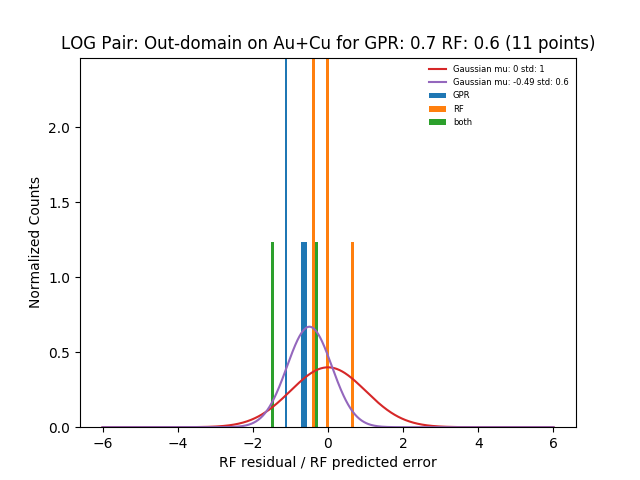 LOG Pair: Out-domain on Au+Cu for GPR: 0.7 RF: 0.6 (11 points)
Gaussian mu: 0 std: 1
Gaussian mu: -0.49 std: 0.6
GPR
RF
both
Normalized Counts
2.0
1.5
1.0
0.5
0.0
−6 −4 −2 0 2 4 6
RF residual / RF predicted error